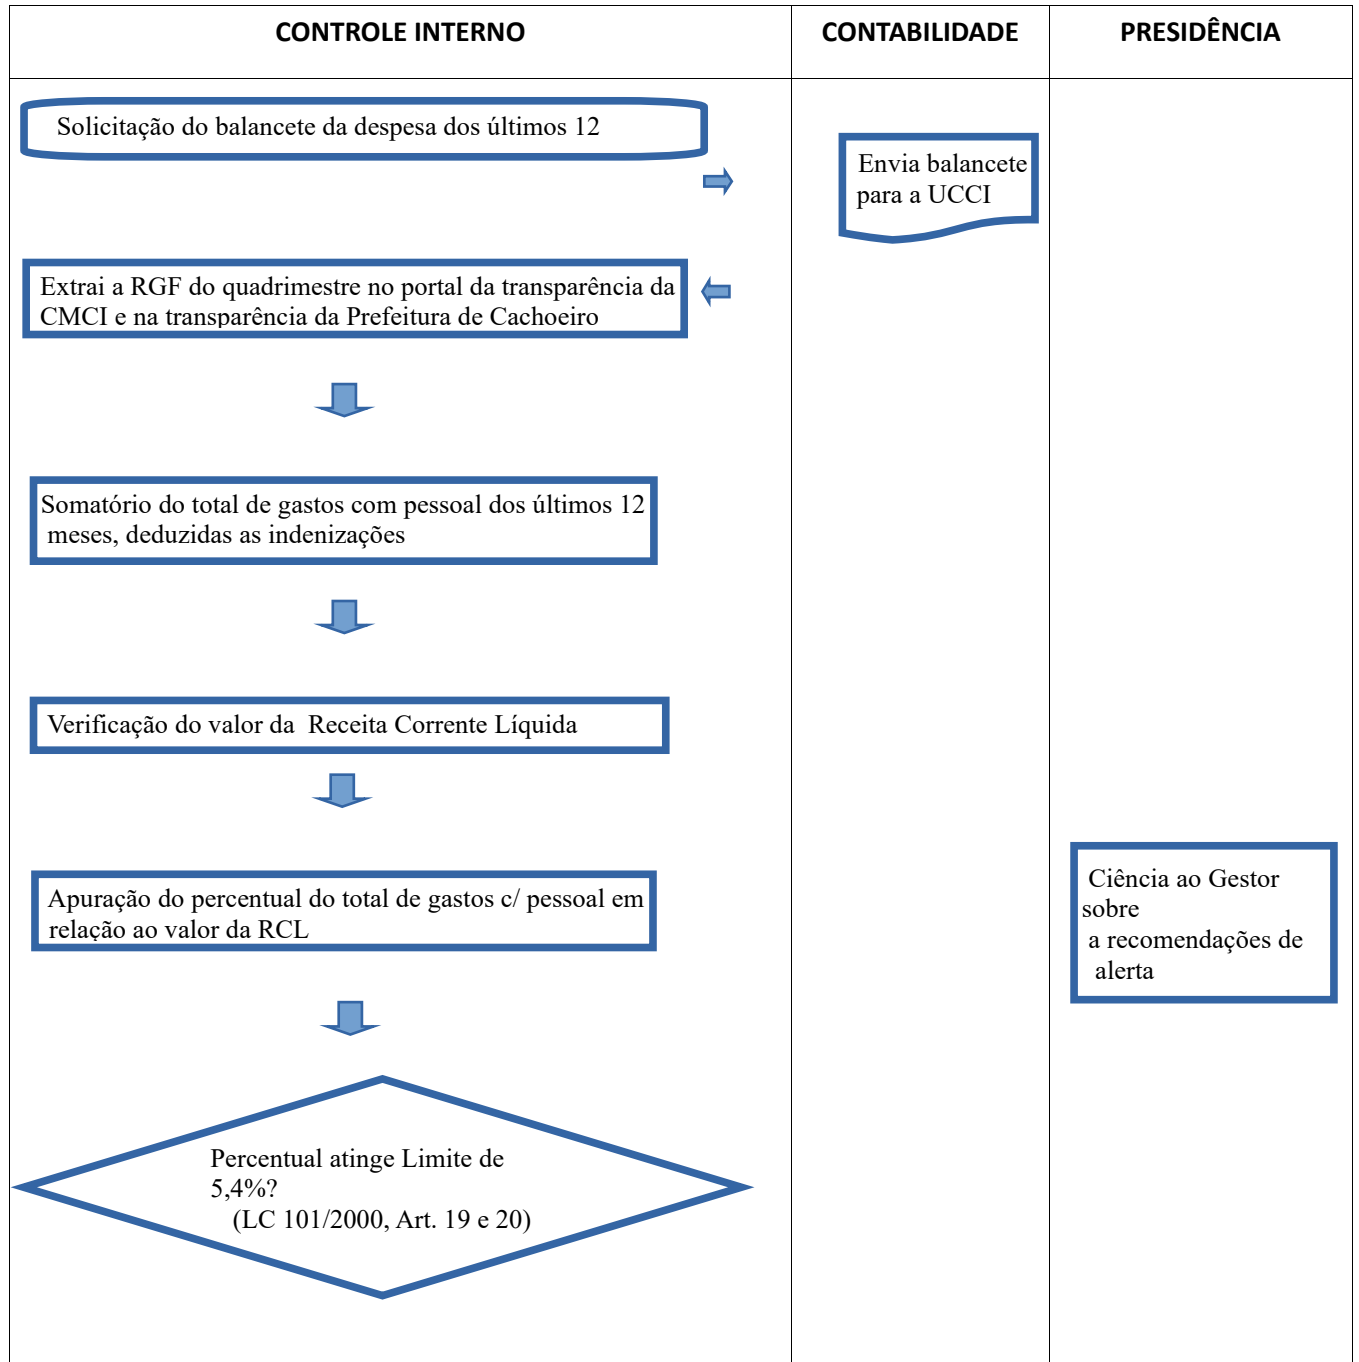 CONTROLE INTERNO
CONTABILIDADE
PRESIDÊNCIA
Solicitação do balancete da despesa dos últimos 12
Envia balancete
para a UCCI
Extrai a RGF do quadrimestre no portal da transparência da
CMCI e na transparência da Prefeitura de Cachoeiro
Somatório do total de gastos com pessoal dos últimos 12
meses, deduzidas as indenizações
Verificação do valor da Receita Corrente Líquida
Apuração do percentual do total de gastos c/ pessoal em
relação ao valor da RCL
Ciência ao Gestor
sobre
a recomendações de
alerta
Percentual atinge Limite de
5,4%?
(LC 101/2000, Art. 19 e 20)